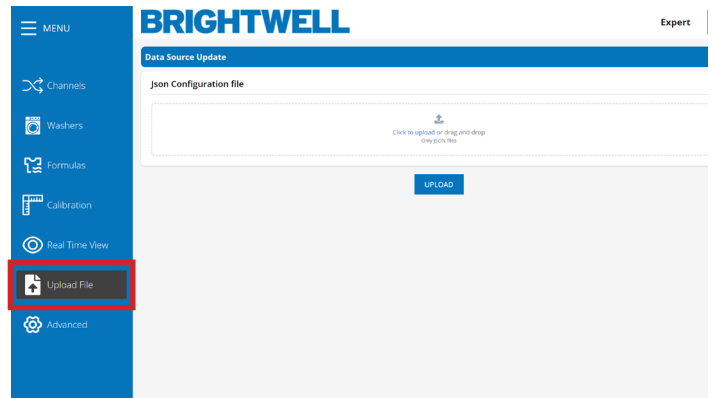 MENU
BRIGHTWELL
Expert
Data Source Update
Json Configuration file
Click to upload or drag and drop
Only JSON files
UPLOAD
Channels
Washers
Formulas
Calibration
Real Time View
Upload File
Advanced